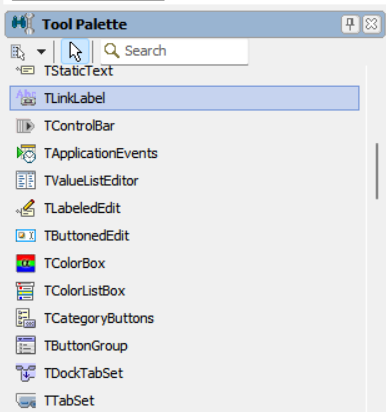 Tool Palette
Search
TStaticText
TLinkLabel
TControlBar
TApplicationEvents
TValueListEditor
TLabeledEdit
TButtonedEdit
TColorBox
TColorListBox
TCategoryButtons
TButtonGroup
TDockTabSet
TTabSet